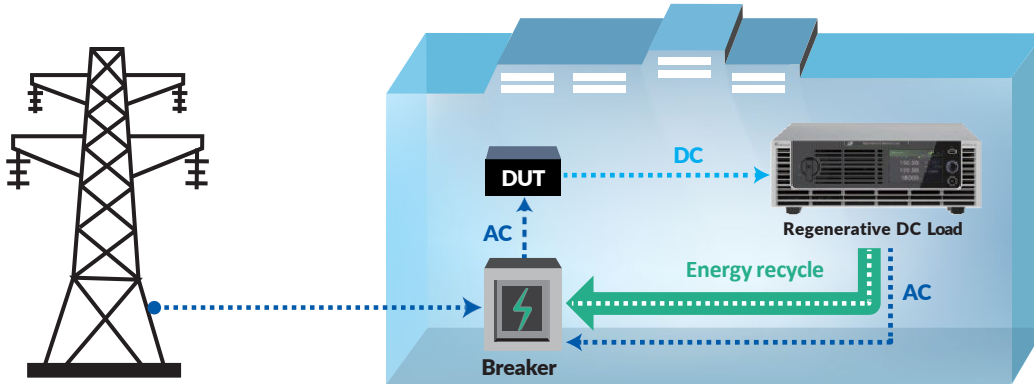 DUT
DC
Regenerative DC Load
AC
Energy recycle
AC
Breaker